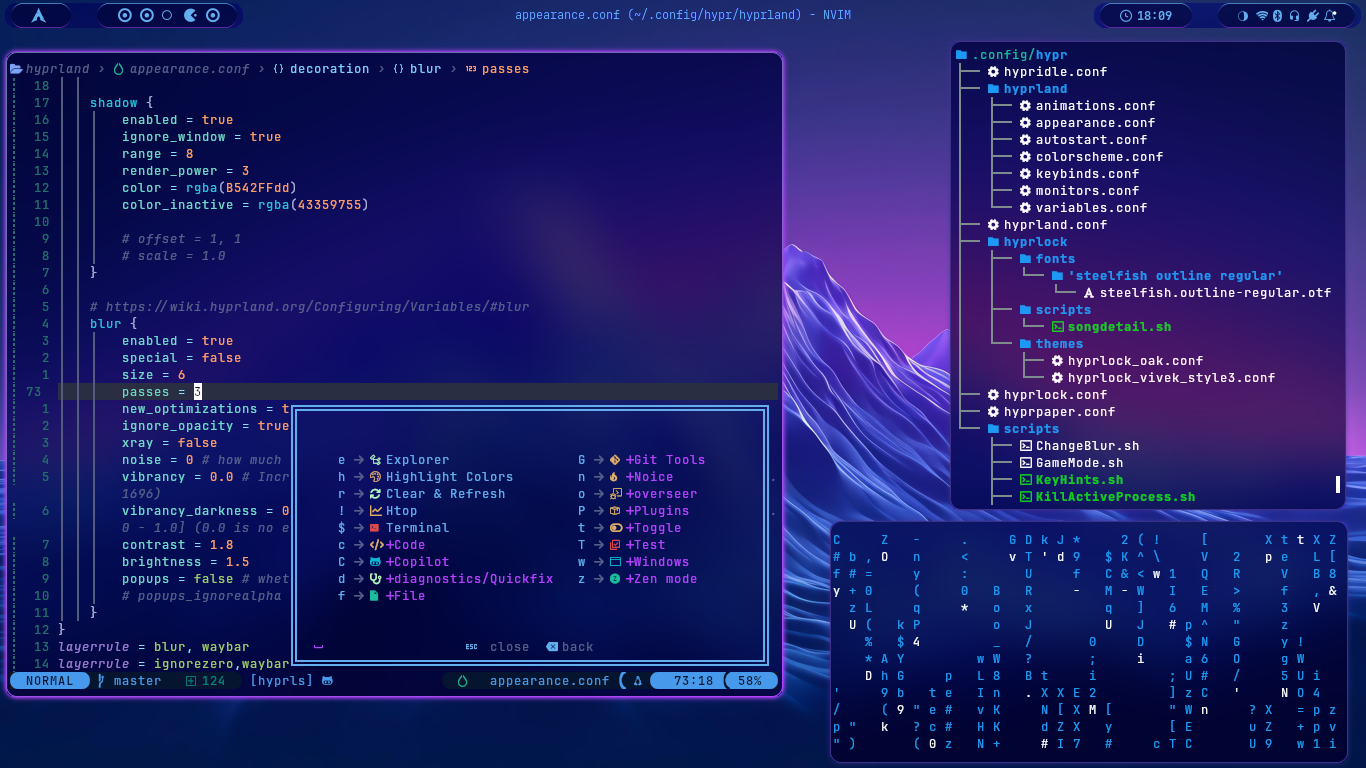 appearance.conf (~/.config/hypr/hyprland) - NVIM
18:09
hyprland › appearance.conf › {} decoration › {} blur › 123 passes
18
17 shadow {
16 enabled = true
15 ignore_window = true
14 range = 8
13 render_power = 3
12 color = rgba(B542FFdd)
11 color_inactive = rgba(43359755)
10
9 # offset = 1, 1
8 # scale = 1.0
7 }
6
5 # https://wiki.hyprland.org/Configuring/Variables/#blur
4 blur {
3 enabled = true
2 special = false
1 size = 6
73 passes = 3
1 new_optimizations = t
2 ignore_opacity = true
3 xray = false
4 noise = 0 # how much
5 vibrancy = 0.0 # Incr
1696)
6 vibrancy_darkness = 0
0 - 1.0] (0.0 is no e
7 contrast = 1.8
8 brightness = 1.5
9 popups = false # whet
10 # popups_ignorealpha
11 }
12 }
13 layerrule = blur, waybar
14 layerrule = ignorezero,waybar
e → Explorer
h → Highlight Colors
r → Clear & Refresh
! → Htop
$ → Terminal
c → +Code
C → +Copilot
d → +diagnostics/Quickfix
f → +File
G → +Git Tools
n → +Noice
o → +overseer
P → +Plugins
t → +Toggle
T → +Test
w → +Windows
z → +Zen mode
ESC close back
NORMAL master 124 [hyprls] appearance.conf 73:18 58%
.config/hypr
hypridle.conf
hyprland
animations.conf
appearance.conf
autostart.conf
colorscheme.conf
keybinds.conf
monitors.conf
variables.conf
hyprland.conf
hyprlock
fonts
'steelfish outline regular'
steelfish.outline-regular.otf
scripts
songdetail.sh
themes
hyprlock_oak.conf
hyprlock_vivek_style3.conf
hyprlock.conf
hyprpaper.conf
scripts
ChangeBlur.sh
GameMode.sh
KeyHints.sh
KillActiveProcess.sh